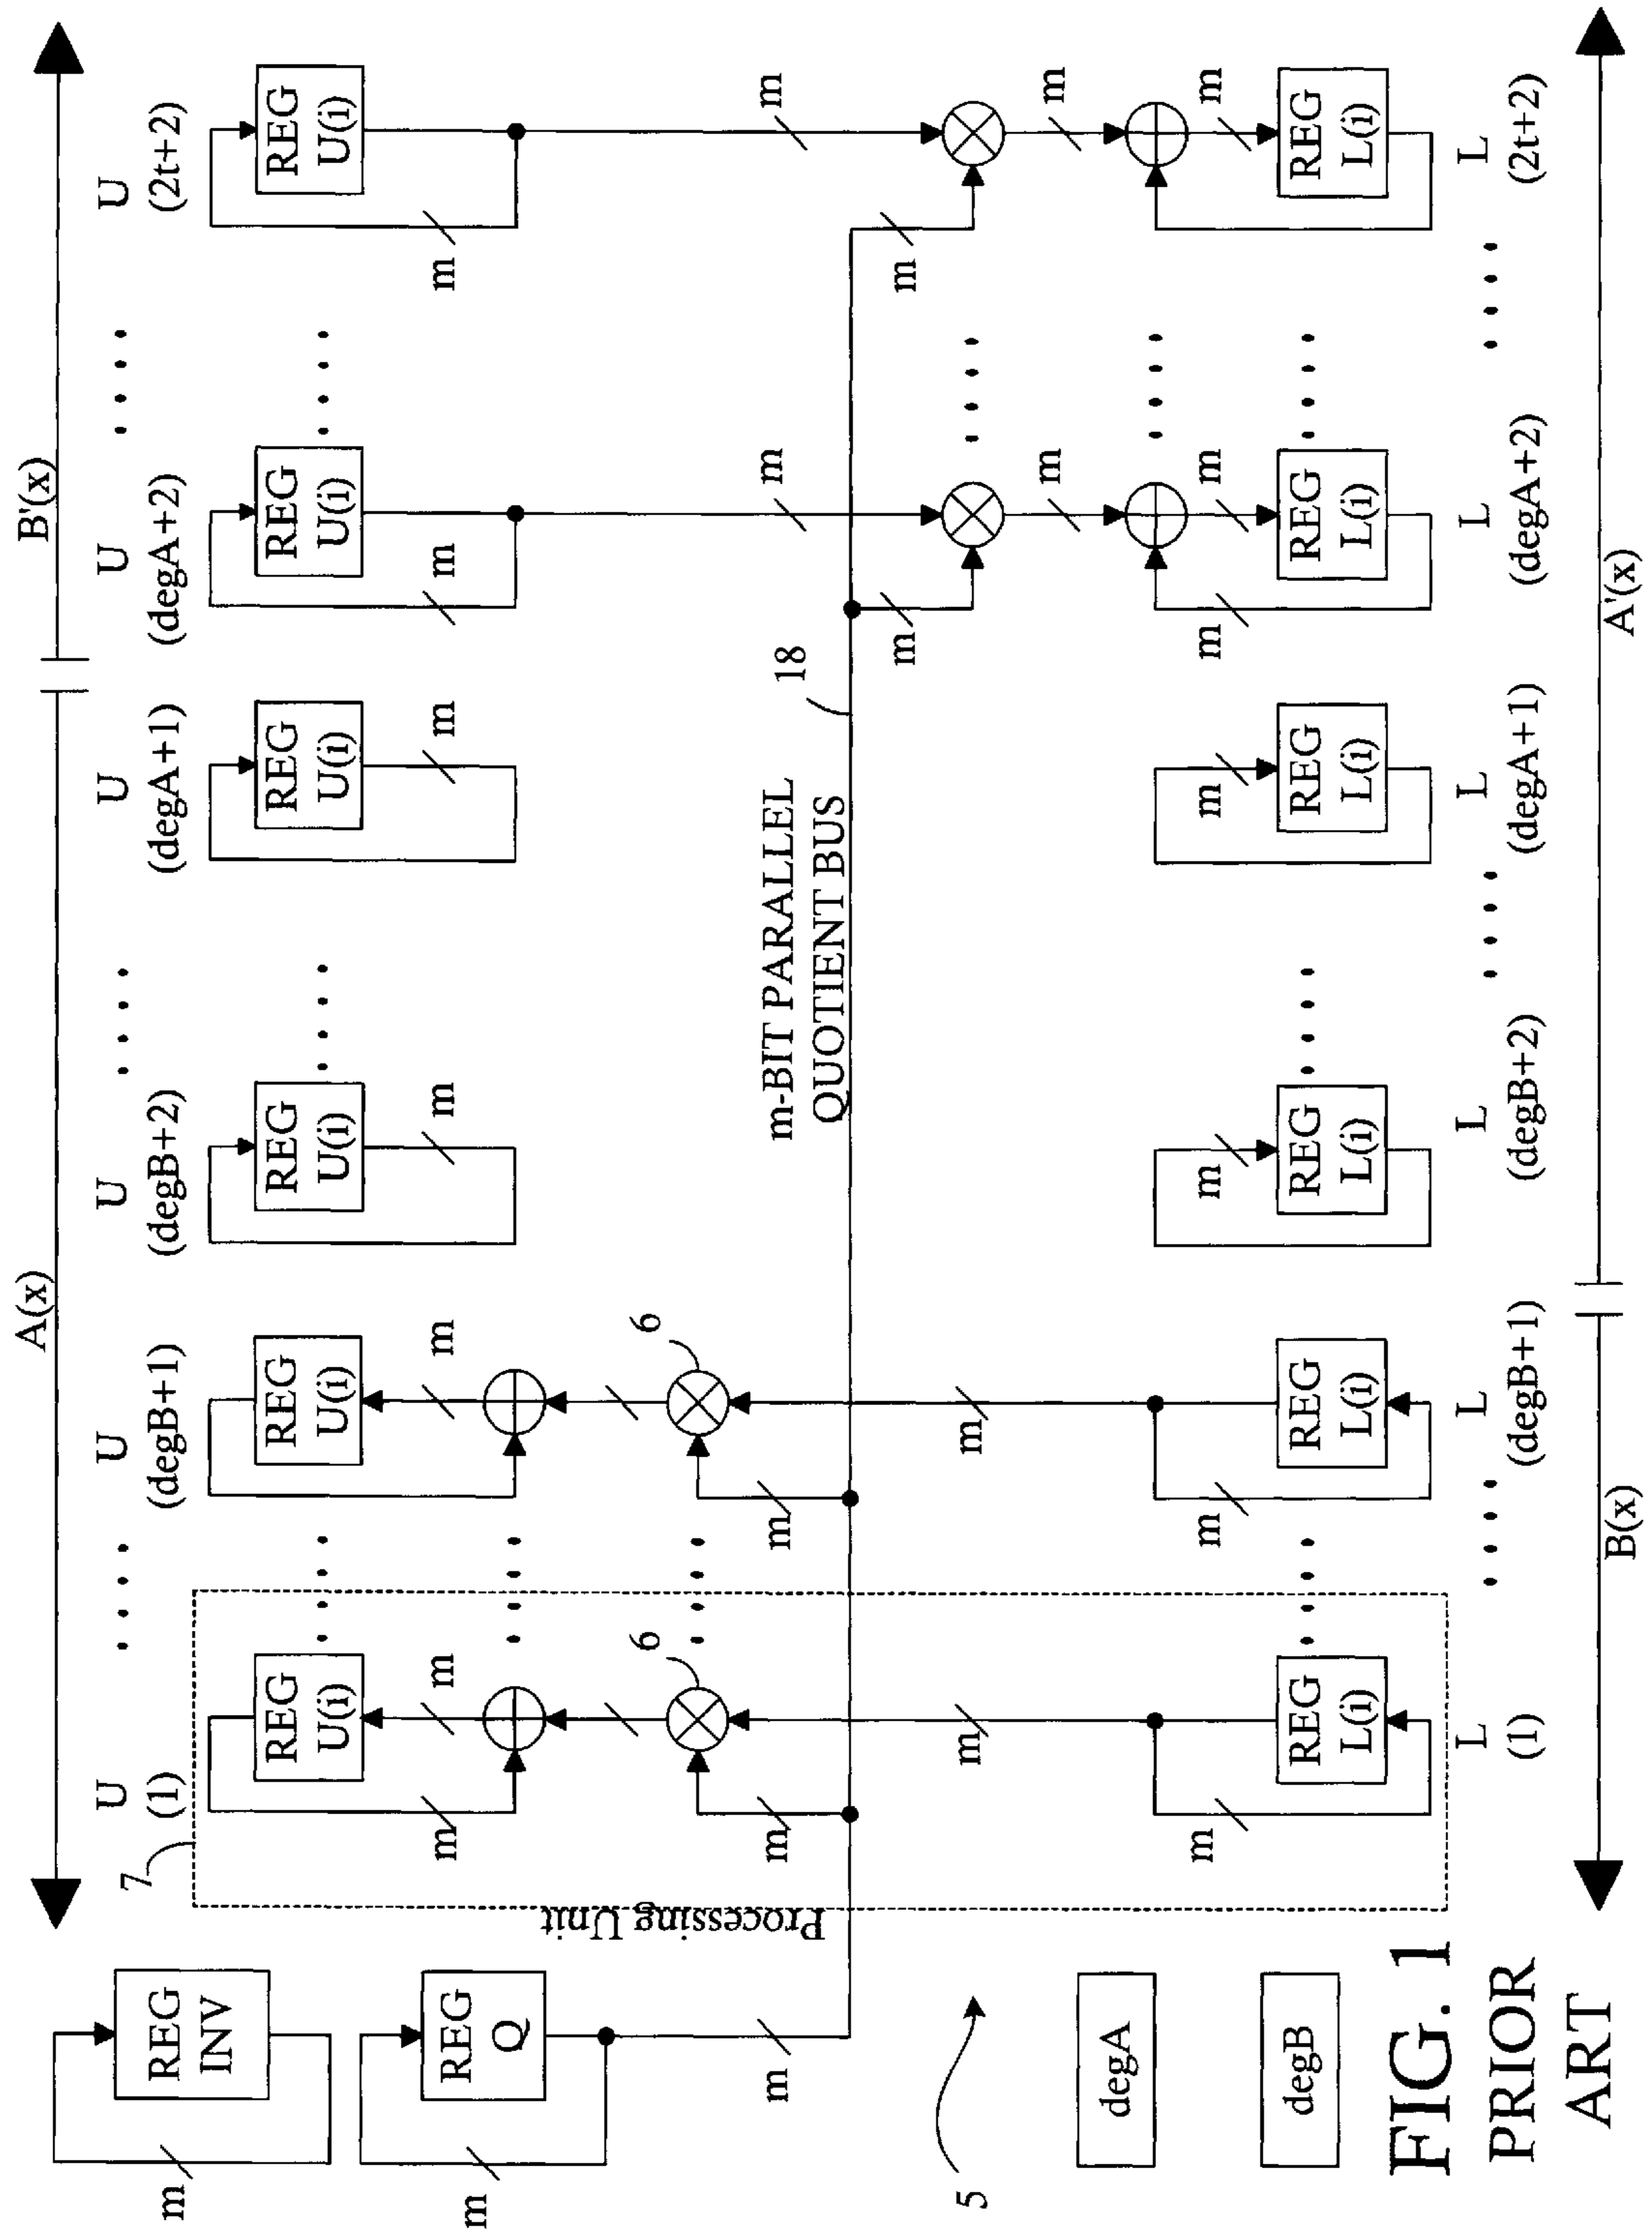 A(x) B'(x)
U (1) U (degB+1) U (degB+2) U (degA+1) U (degA+2) U (2t+2)
7
REG INV
m
REG U(i) REG U(i) REG U(i) REG U(i) REG U(i) REG U(i)
m m m m m m
m
REG Q
m
Processing Unit
6 6
m m m m
m
m-BIT PARALLEL
QUOTIENT BUS
18
m m
m m
m m
5
degA
m m m m m m m
REG L(i) REG L(i) REG L(i) REG L(i) REG L(i) REG L(i)
degB
L (1) L (degB+1) L (degB+2) L (degA+1) L (degA+2) L (2t+2)
B(x) A'(x)
FIG. 1
PRIOR
ART